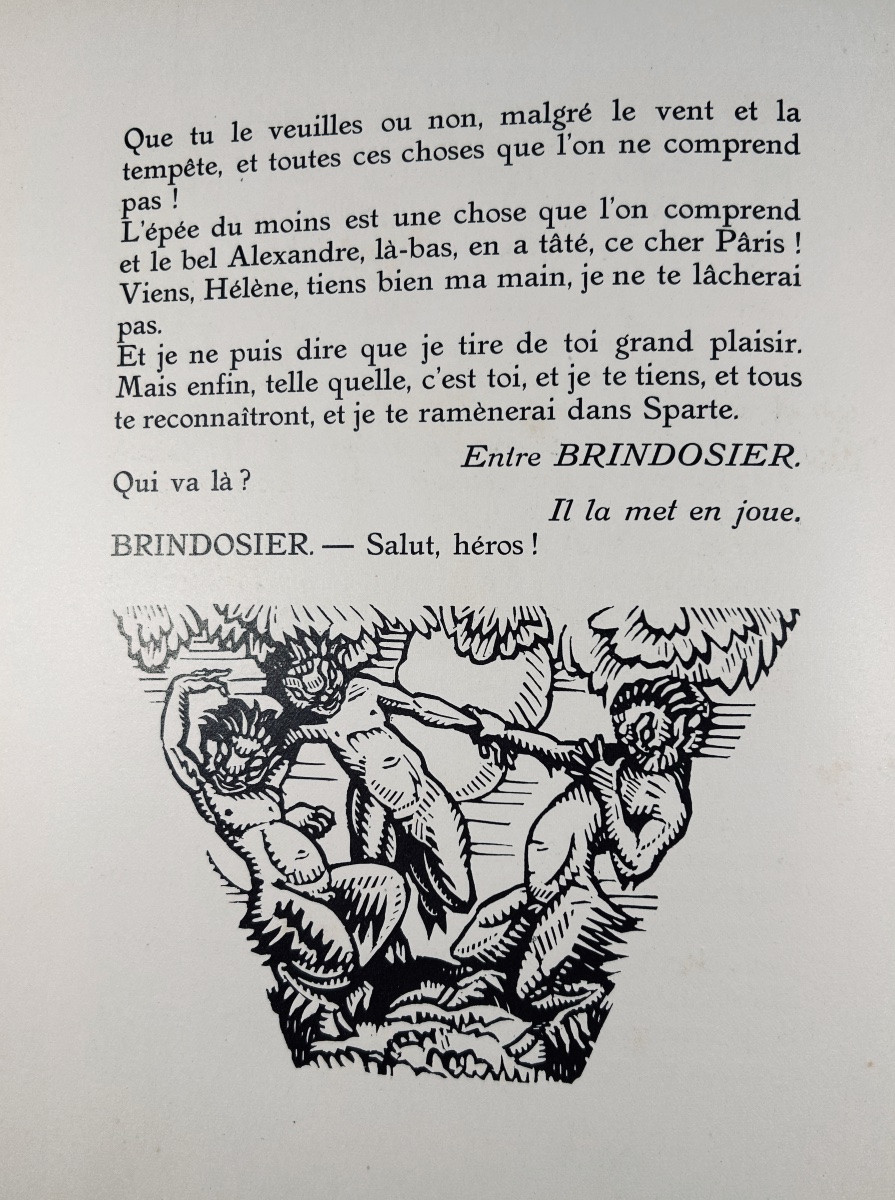 Que tu le veuilles ou non, malgré le vent et la
tempête, et toutes ces choses que l'on ne comprend
pas !
L'épée du moins est une chose que l'on comprend
et le bel Alexandre, là-bas, en a tâté, ce cher Pâris !
Viens, Hélène, tiens bien ma main, je ne te lâcherai
pas.
Et je ne puis dire que je tire de toi grand plaisir.
Mais enfin, telle quelle, c'est toi, et je te tiens, et tous
te reconnaîtront, et je te ramènerai dans Sparte.
Entre BRINDOSIER.
Qui va là ?
Il la met en joue.
BRINDOSIER. — Salut, héros !